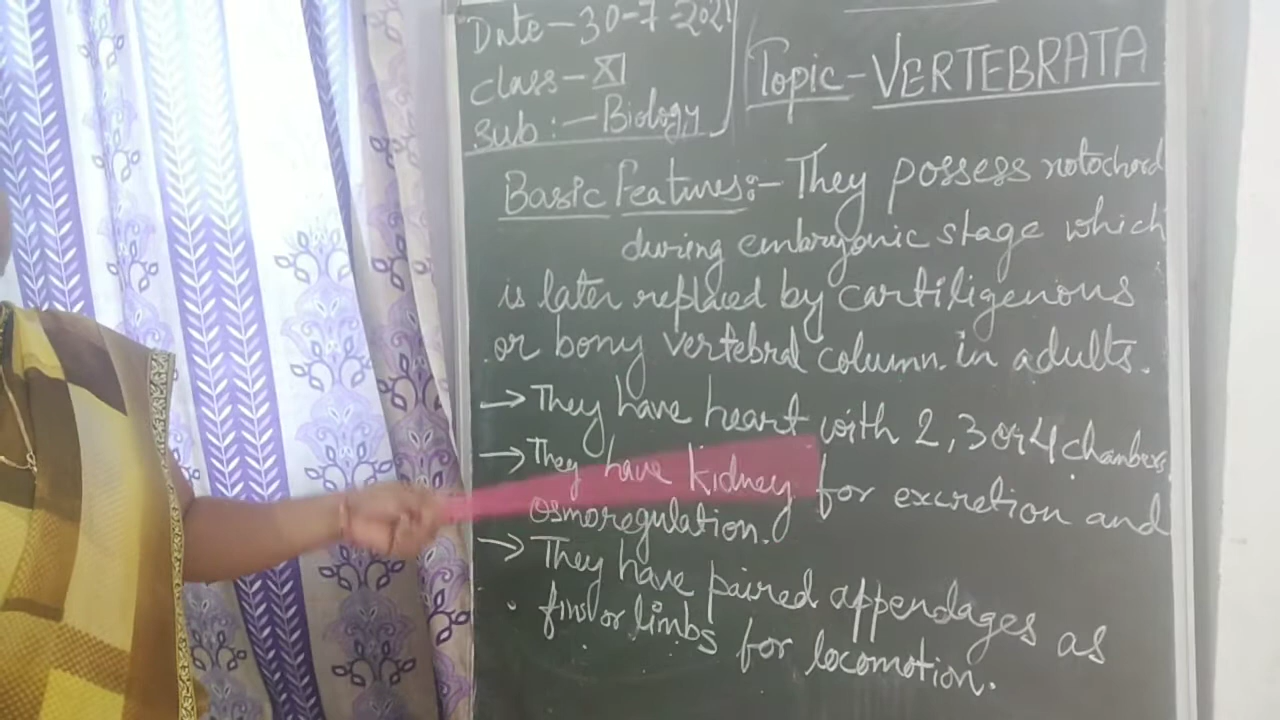 Date - 30-7-2021
Class - XI
Sub :- Biology
Topic - VERTEBRATA
Basic Features:- They possess notochord
during embryonic stage which
is later replaced by cartiligenous
or bony vertebral column in adults.
→ They have heart with 2,3 or 4 chambers
→ They have kidney for excretion and
osmoregulation.
→ They have paired appendages as
fins or limbs for locomotion.